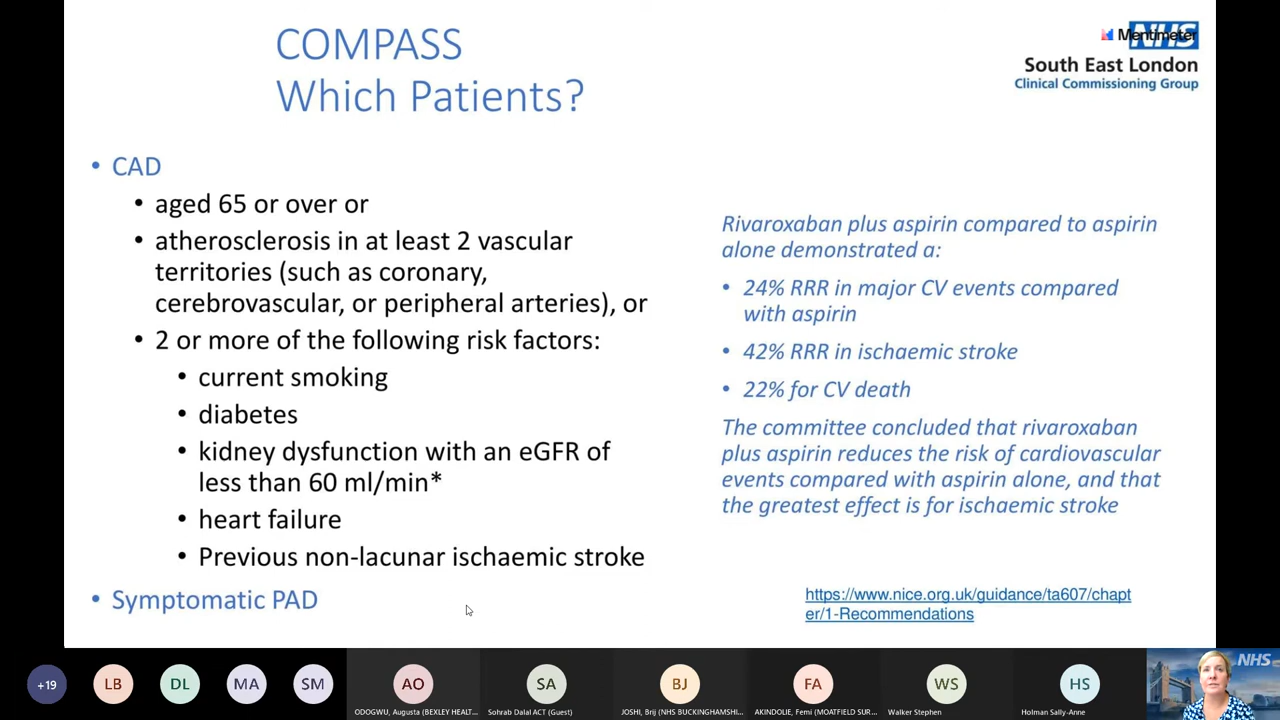 COMPASS
Which Patients?
Mentimeter
NHS
South East London
Clinical Commissioning Group
• CAD
• aged 65 or over or
• atherosclerosis in at least 2 vascular
territories (such as coronary,
cerebrovascular, or peripheral arteries), or
• 2 or more of the following risk factors:
• current smoking
• diabetes
• kidney dysfunction with an eGFR of
less than 60 ml/min*
• heart failure
• Previous non-lacunar ischaemic stroke
• Symptomatic PAD
Rivaroxaban plus aspirin compared to aspirin
alone demonstrated a:
• 24% RRR in major CV events compared
with aspirin
• 42% RRR in ischaemic stroke
• 22% for CV death
The committee concluded that rivaroxaban
plus aspirin reduces the risk of cardiovascular
events compared with aspirin alone, and that
the greatest effect is for ischaemic stroke
https://www.nice.org.uk/guidance/ta607/chapt
er/1-Recommendations
+19
LB
DL
MA
SM
AO
SA
BJ
FA
WS
HS
NHS
ODOGWU, Augusta (BEXLEY HEALT...
Sohrab Dalal ACT (Guest)
JOSHI, Brij (NHS BUCKINGHAMSHI...
AKINDOLIE, Femi (MOATFIELD SUR...
Walker Stephen
Holman Sally-Anne